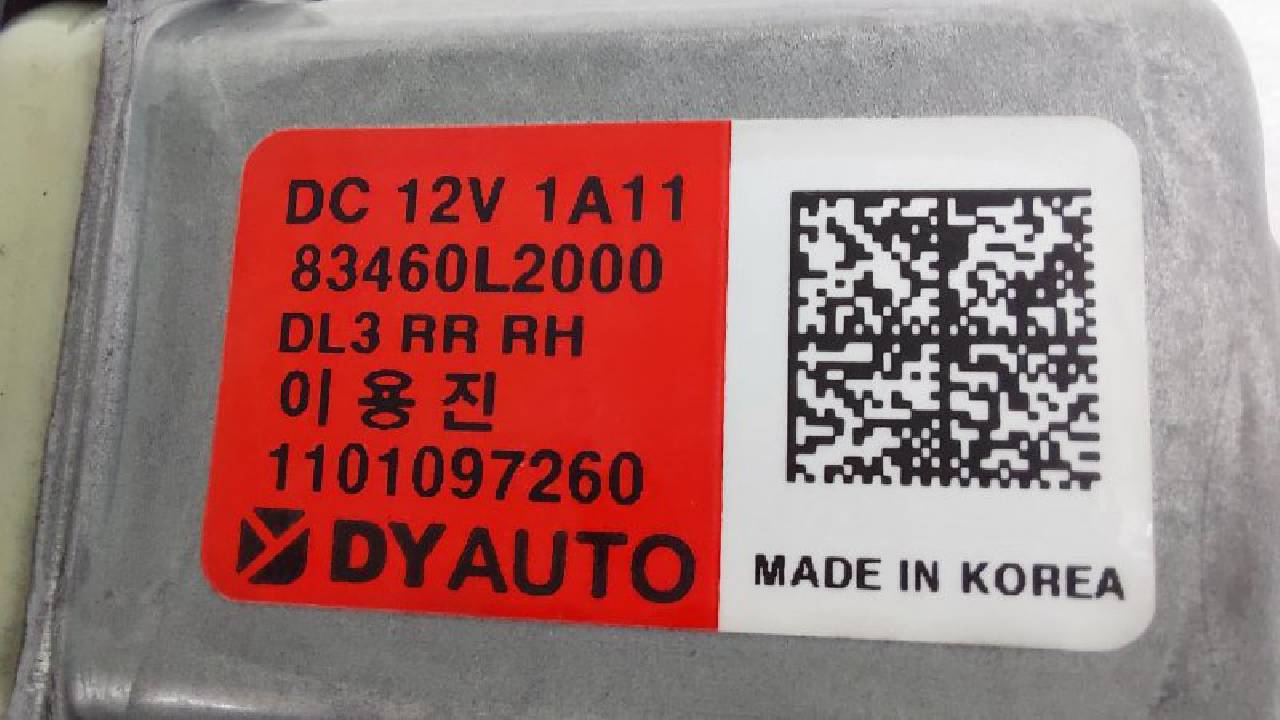 DC 12V 1A11
83460L2000
DL3 RR RH
이 용 진
1101097260
DYAUTO
MADE IN KOREA